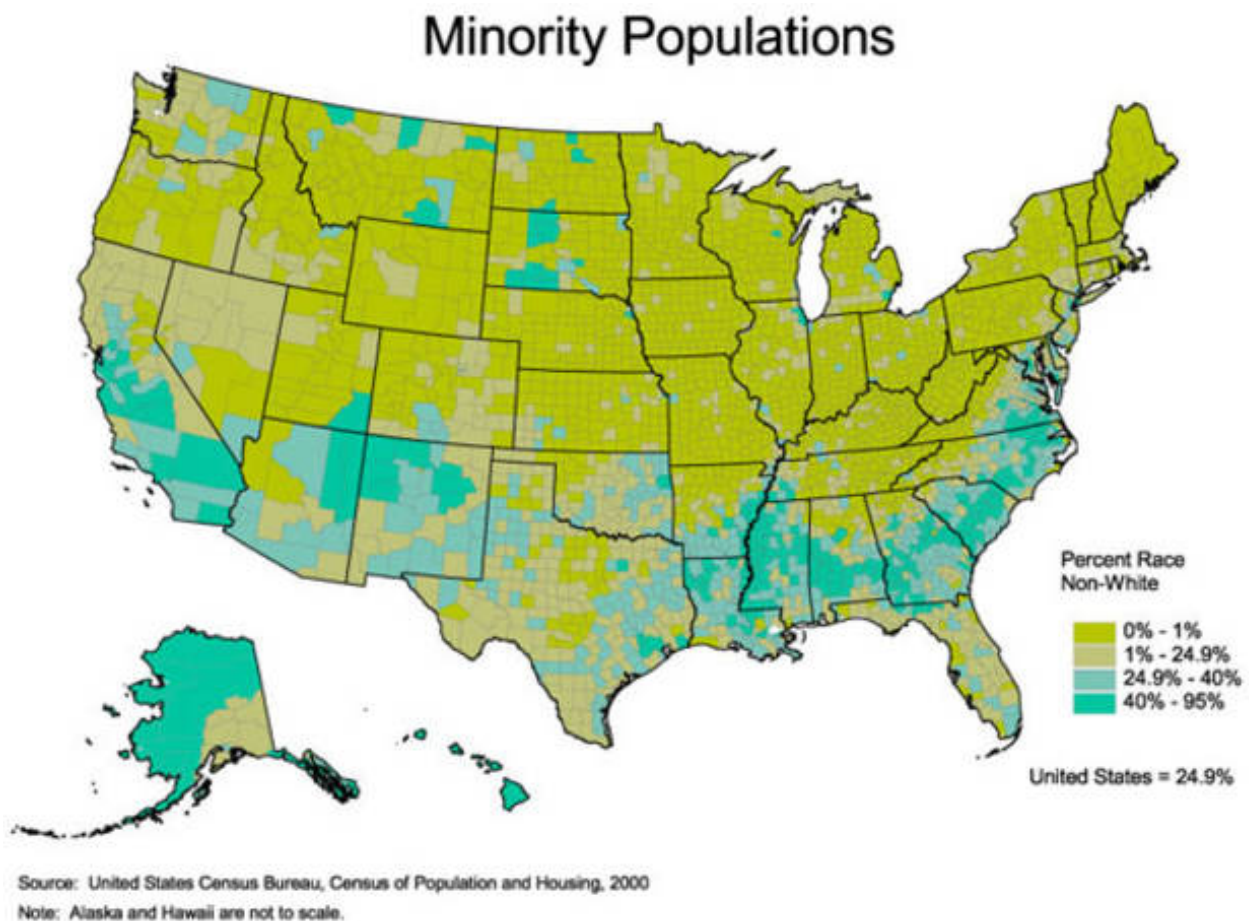 Minority Populations
Percent Race
Non-White
0% - 1%
1% - 24.9%
24.9% - 40%
40% - 95%
United States = 24.9%
Source: United States Census Bureau, Census of Population and Housing, 2000
Note: Alaska and Hawaii are not to scale.